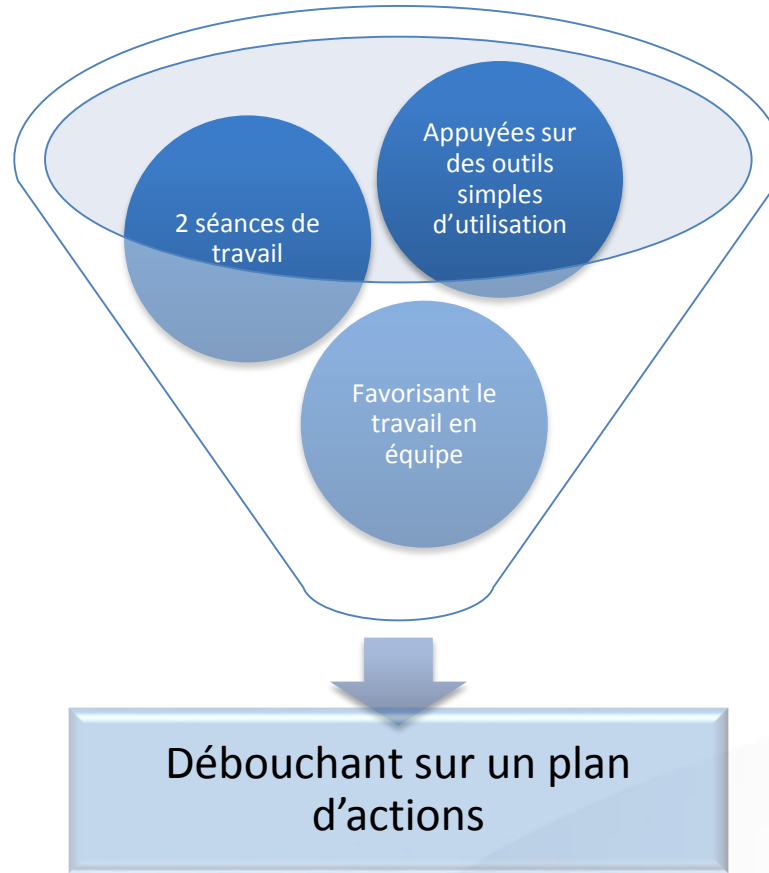 2 séances de
travail
Appuyées sur
des outils
simples
d’utilisation
Favorisant le
travail en
équipe
Débouchant sur un plan
d’actions